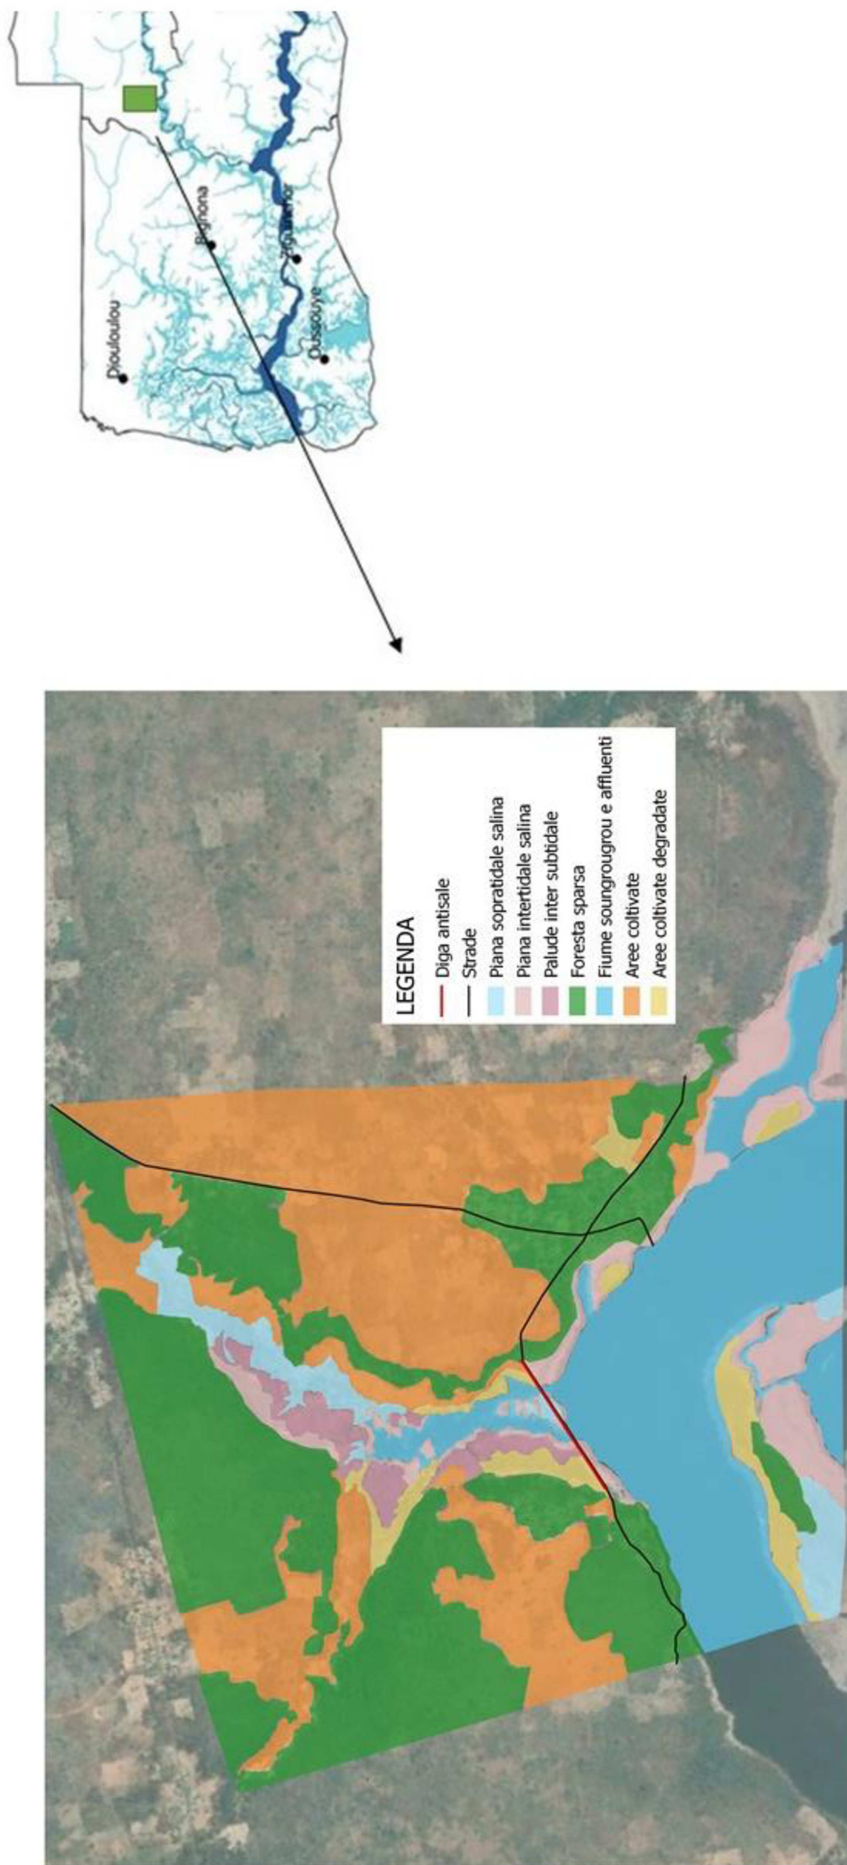 Diouloulou
Bignona
Ziguinchor
Oussouye
LEGENDA
Diga antisale
Strade
Piana sopratidale salina
Piana intertidale salina
Palude inter subtidale
Foresta sparsa
Fiume soungrougrou e affluenti
Aree coltivate
Aree coltivate degradate